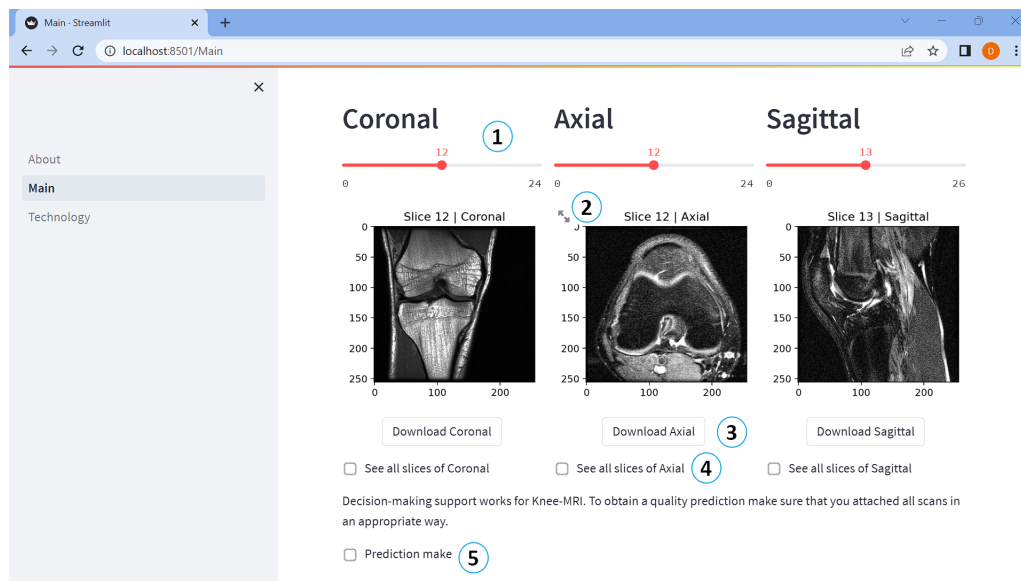 Main · Streamlit
localhost:8501/Main
D
About
Main
Technology
Coronal
Axial
Sagittal
1
12
12
13
0
24
0
24
0
26
2
Slice 12 | Coronal
Slice 12 | Axial
Slice 13 | Sagittal
0
50
100
150
200
250
0
100
200
50
100
150
200
250
0
100
200
0
50
100
150
200
250
0
100
200
Download Coronal
Download Axial
Download Sagittal
3
See all slices of Coronal
See all slices of Axial
See all slices of Sagittal
4
Decision-making support works for Knee-MRI. To obtain a quality prediction make sure that you attached all scans in
an appropriate way.
Prediction make
5